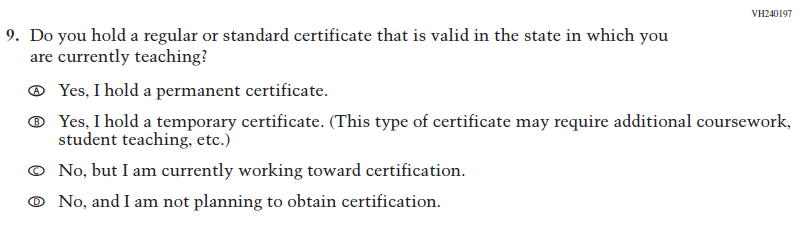 VH240197
9. Do you hold a regular or standard certificate that is valid in the state in which you
are currently teaching?
Ⓐ Yes, I hold a permanent certificate.
Ⓑ Yes, I hold a temporary certificate. (This type of certificate may require additional coursework,
student teaching, etc.)
Ⓒ No, but I am currently working toward certification.
Ⓓ No, and I am not planning to obtain certification.